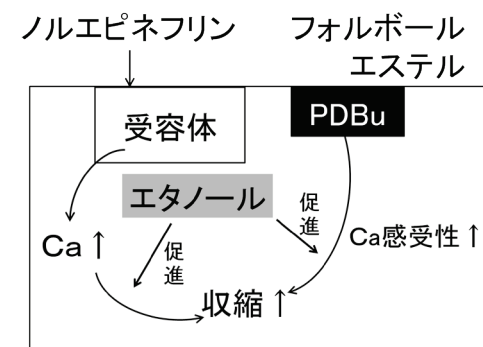 ノルエピネフリン
フォルボール
エステル
受容体
PDBu
エタノール
促進
Ca感受性↑
Ca↑
促進
収縮↑